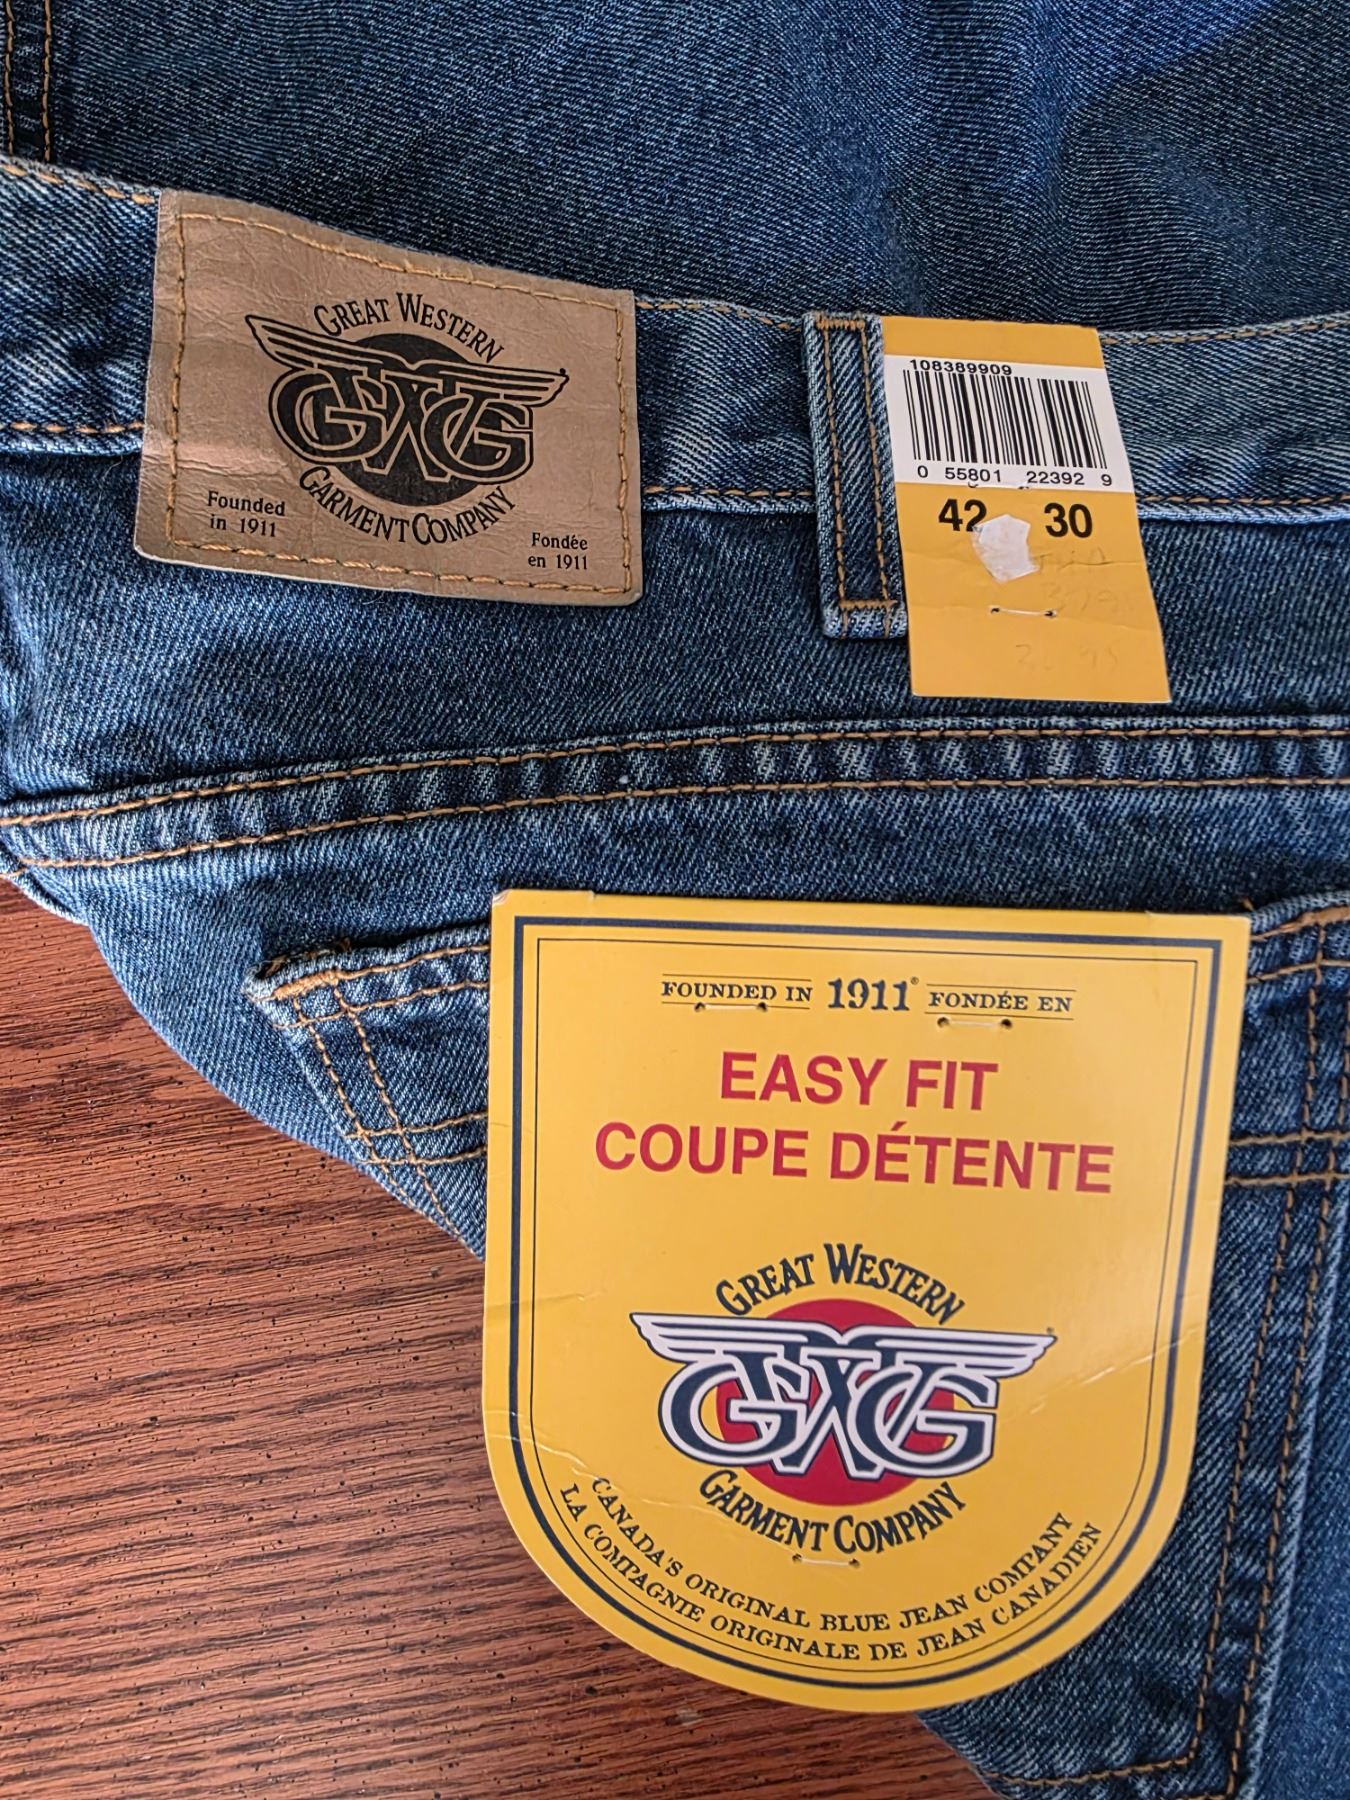 GREAT WESTERN
GWG
GARMENT COMPANY
Founded
in 1911
Fondée
en 1911
108389909
0 55801 22392 9
42 30
FOUNDED IN 1911® FONDÉE EN
EASY FIT
COUPE DÉTENTE
GREAT WESTERN
GWG
GARMENT COMPANY
CANADA'S ORIGINAL BLUE JEAN COMPANY
LA COMPAGNIE ORIGINALE DE JEAN CANADIEN